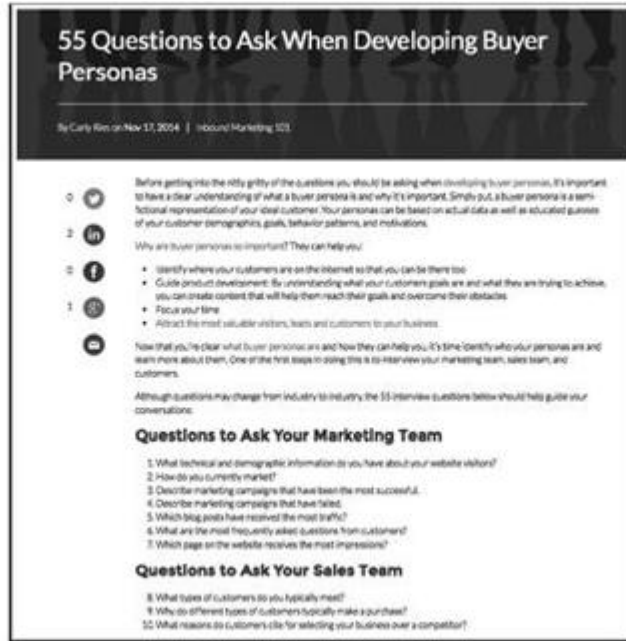 55 Questions to Ask When Developing Buyer
Personas
By Carly Ries on Nov 17, 2014 | Inbound Marketing 101
Before getting into the nitty gritty of the questions you should be asking when developing buyer personas, it's important
to have a clear understanding of what a buyer persona is and why it's important. Simply put, a buyer persona is a semi-
fictional representation of your ideal customer. Your personas can be based on actual data as well as educated guesses
of your customer demographics, goals, behavior patterns, and motivations.
0
2
in
0
f
1
Why are buyer personas so important? They can help you:
• Identify where your customers are on the internet so that you can be there too
• Guide product development: By understanding what your customers goals are and what they are trying to achieve,
you can create content that will help them reach their goals and overcome their obstacles
• Focus your time
• Attract the most valuable visitors, leads and customers to your business
Now that you're clear what buyer personas are and how they can help you, it's time identify who your personas are and
learn more about them. One of the first steps in doing this is to interview your marketing team, sales team, and
customers.
Although questions may change from industry to industry, the 55 interview questions below should help guide your
conversations:
Questions to Ask Your Marketing Team
1. What technical and demographic information do you have about your website visitors?
2. How do you currently market?
3. Describe marketing campaigns that have been the most successful.
4. Describe marketing campaigns that have failed.
5. Which blog posts have received the most traffic?
6. What are the most frequently asked questions from customers?
7. Which page on the website receives the most impressions?
Questions to Ask Your Sales Team
8. What types of customers do you typically meet?
9. Why do different types of customers typically make a purchase?
10. What reasons do customers cite for selecting your business over a competitor?